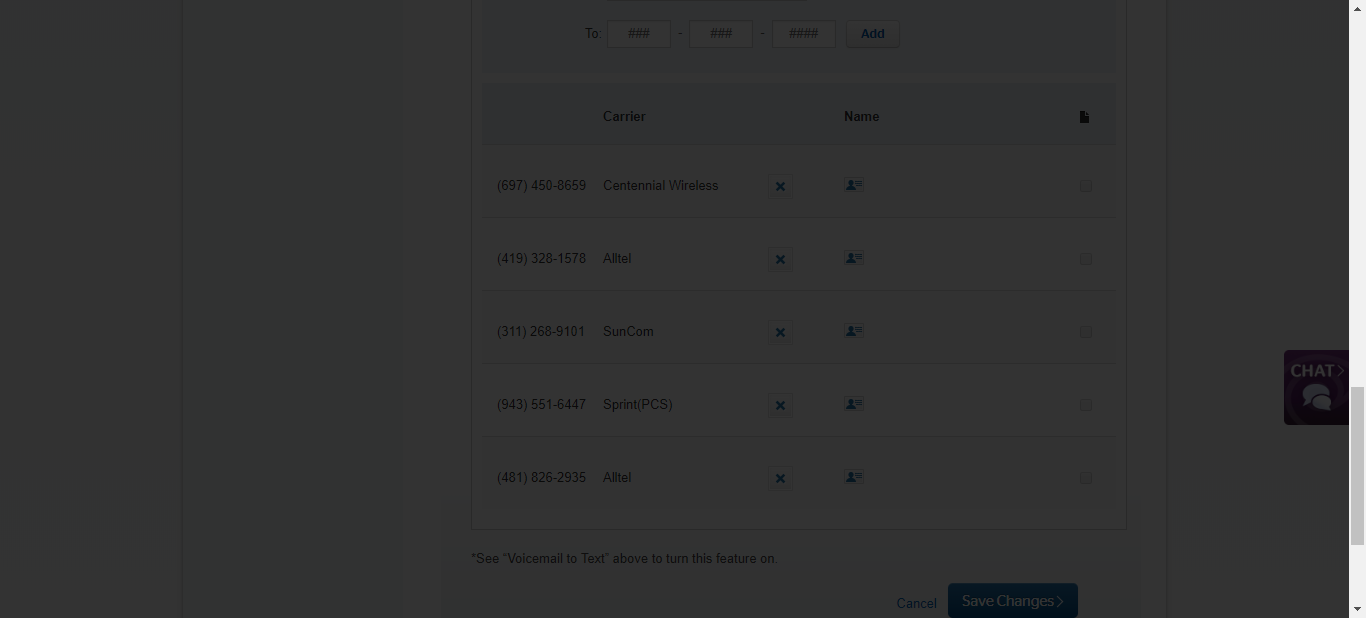 To: ### - ### - #### Add
Carrier Name
(697) 450-8659 Centennial Wireless
(419) 328-1578 Alltel
(311) 268-9101 SunCom
(943) 551-6447 Sprint(PCS)
(481) 826-2935 Alltel
CHAT
*See "Voicemail to Text" above to turn this feature on.
Cancel Save Changes